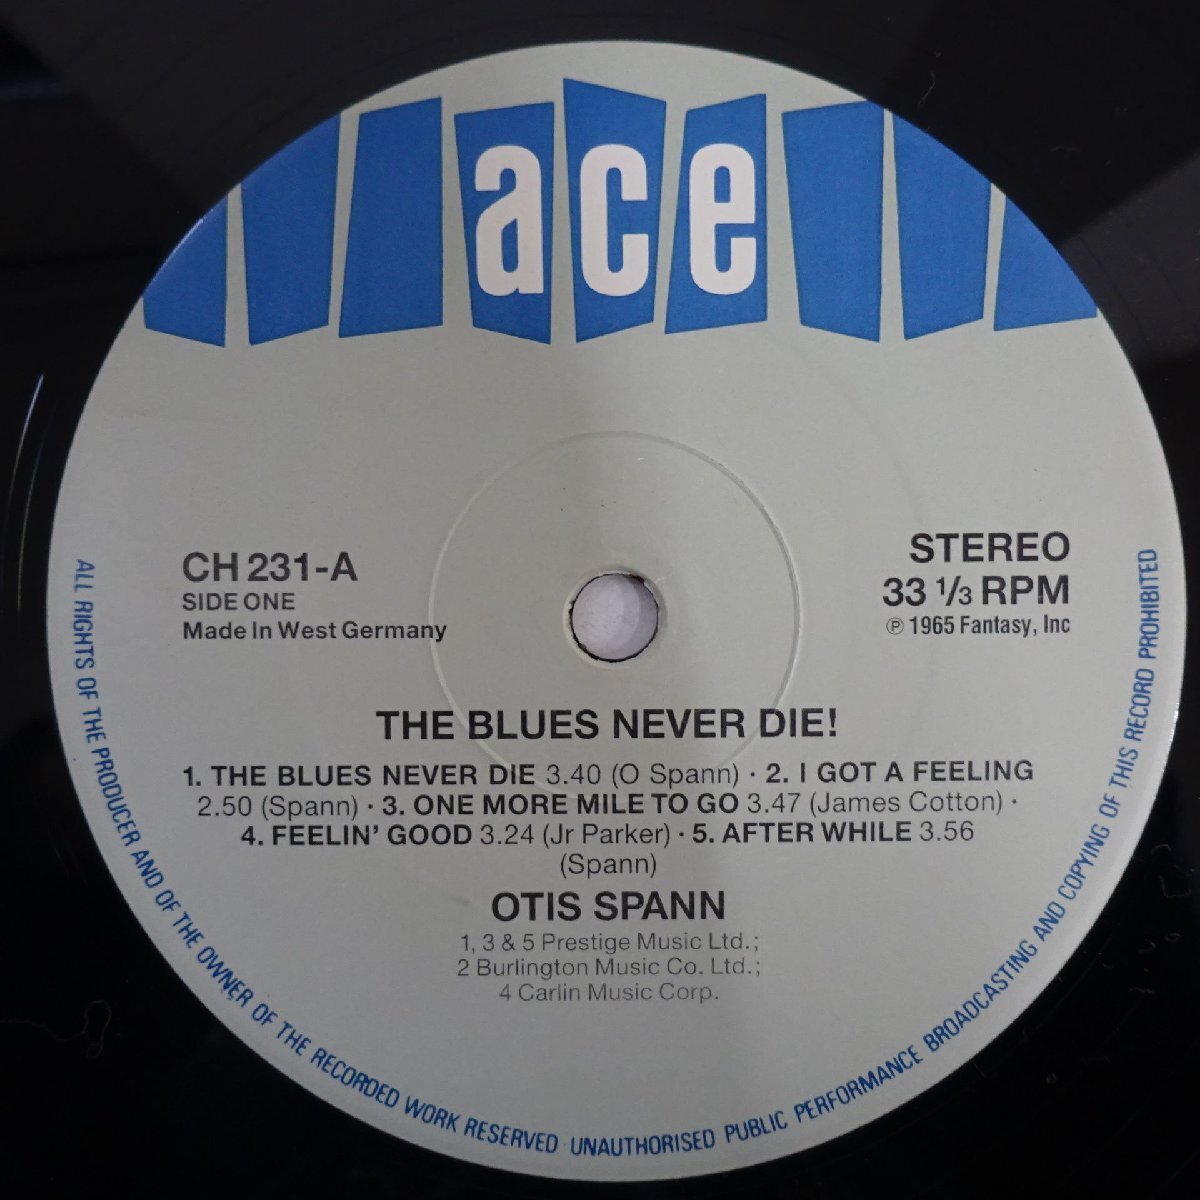 ace
CH 231-A
SIDE ONE
Made In West Germany
STEREO
33 1/3 RPM
℗ 1965 Fantasy, Inc
THE BLUES NEVER DIE!
1. THE BLUES NEVER DIE 3.40 (O Spann) · 2. I GOT A FEELING
2.50 (Spann) · 3. ONE MORE MILE TO GO 3.47 (James Cotton) ·
4. FEELIN' GOOD 3.24 (Jr Parker) · 5. AFTER WHILE 3.56
(Spann)
OTIS SPANN
1, 3 & 5 Prestige Music Ltd.;
2 Burlington Music Co. Ltd.;
4 Carlin Music Corp.
ALL RIGHTS OF THE PRODUCER AND OF THE OWNER OF THE RECORDED WORK RESERVED UNAUTHORISED PUBLIC PERFORMANCE BROADCASTING AND COPYING OF THIS RECORD PROHIBITED